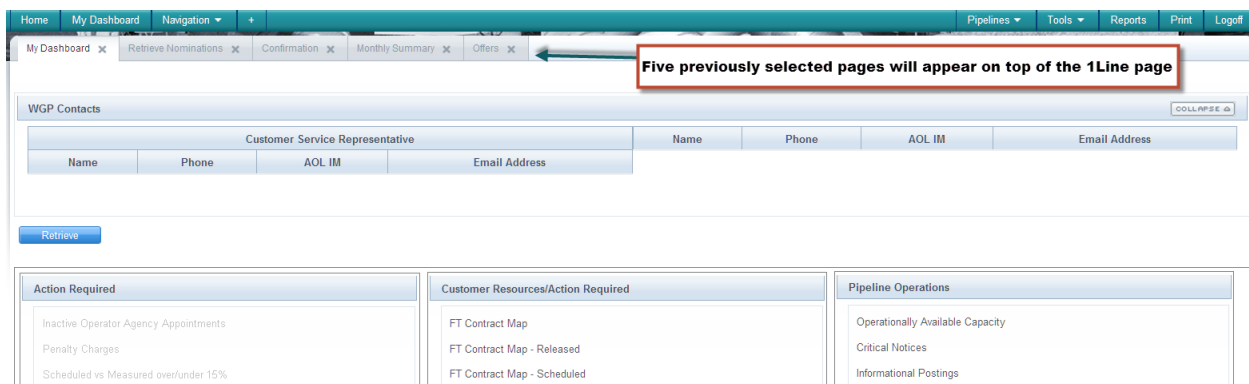 Home My Dashboard Navigation + Pipelines Tools Reports Print Logoff
My Dashboard x Retrieve Nominations x Confirmation x Monthly Summary x Offers x
Five previously selected pages will appear on top of the 1Line page
WGP Contacts COLLAPSE
Customer Service Representative Name Phone AOL IM Email Address
Name Phone AOL IM Email Address
Retrieve
Action Required Customer Resources/Action Required Pipeline Operations
Inactive Operator Agency Appointments FT Contract Map Operationally Available Capacity
Penalty Charges FT Contract Map - Released Critical Notices
Scheduled vs Measured over/under 15% FT Contract Map - Scheduled Informational Postings